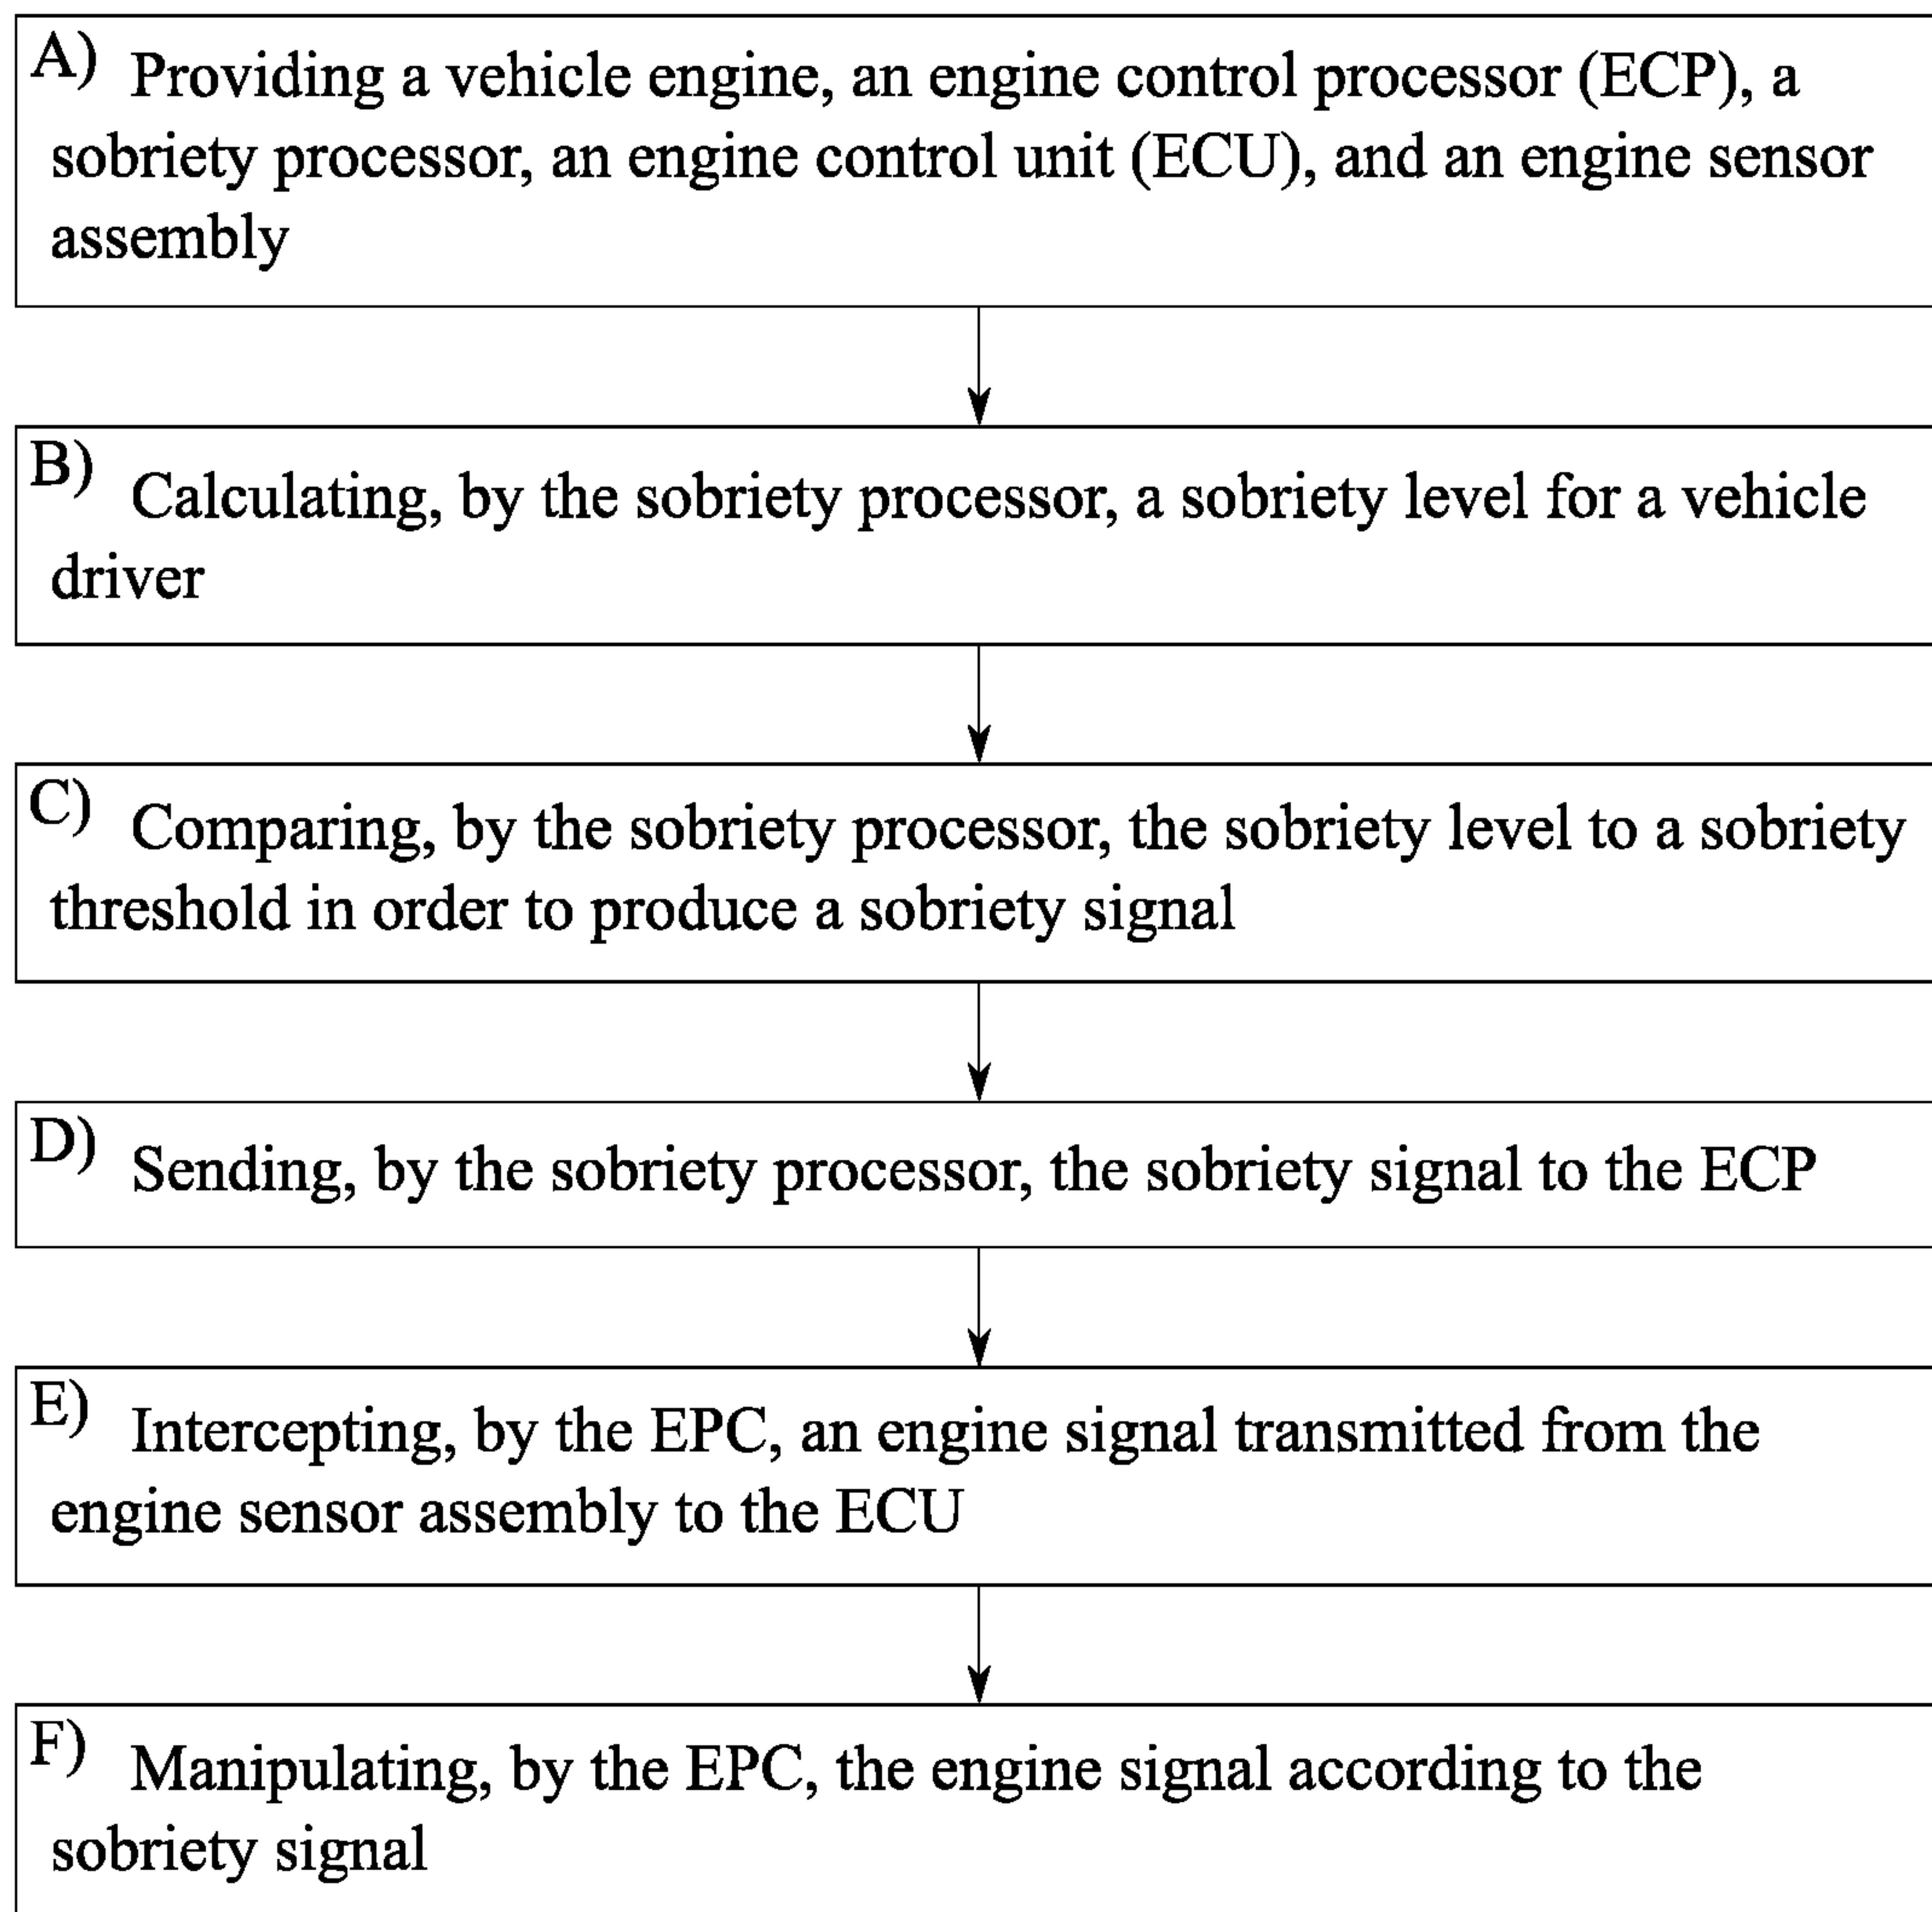 A) Providing a vehicle engine, an engine control processor (ECP), a
sobriety processor, an engine control unit (ECU), and an engine sensor
assembly
B) Calculating, by the sobriety processor, a sobriety level for a vehicle
driver
C) Comparing, by the sobriety processor, the sobriety level to a sobriety
threshold in order to produce a sobriety signal
D) Sending, by the sobriety processor, the sobriety signal to the ECP
E) Intercepting, by the EPC, an engine signal transmitted from the
engine sensor assembly to the ECU
F) Manipulating, by the EPC, the engine signal according to the
sobriety signal